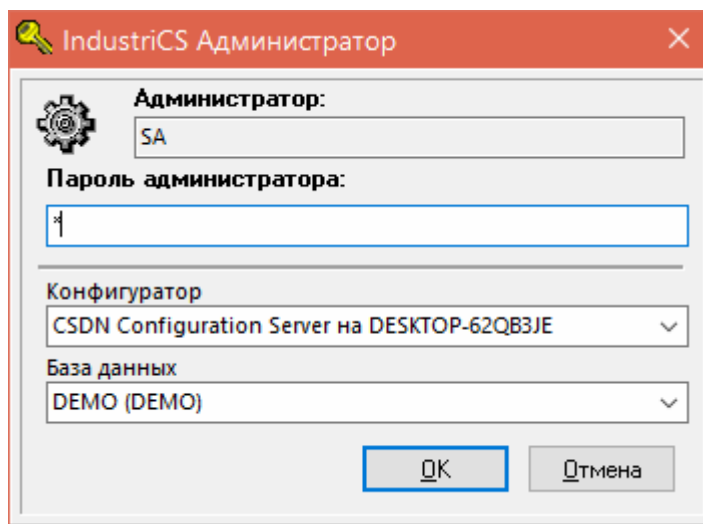 IndustriCS Администратор
Администратор:
SA
Пароль администратора:
*
Конфигуратор
CSDN Configuration Server на DESKTOP-62QB3JE
База данных
DEMO (DEMO)
OK Отмена